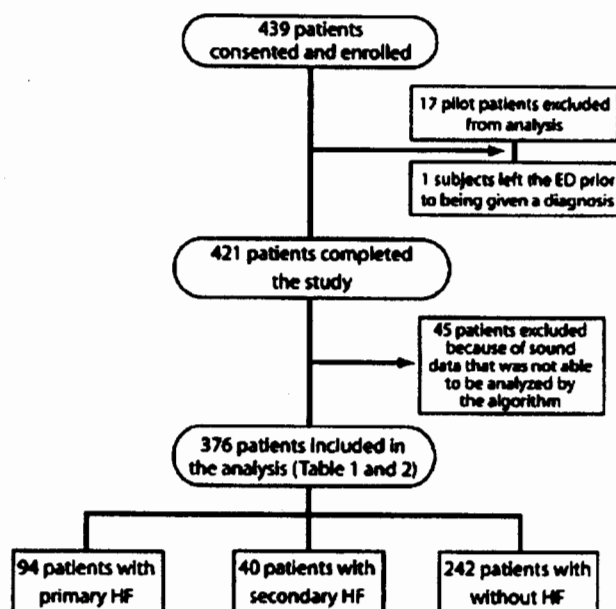 439 patients
consented and enrolled
17 pilot patients excluded
from analysis
1 subjects left the ED prior
to being given a diagnosis
421 patients completed
the study
45 patients excluded
because of sound
data that was not able
to be analyzed by
the algorithm
376 patients included in
the analysis (Table 1 and 2)
94 patients with
primary HF
40 patients with
secondary HF
242 patients with
without HF